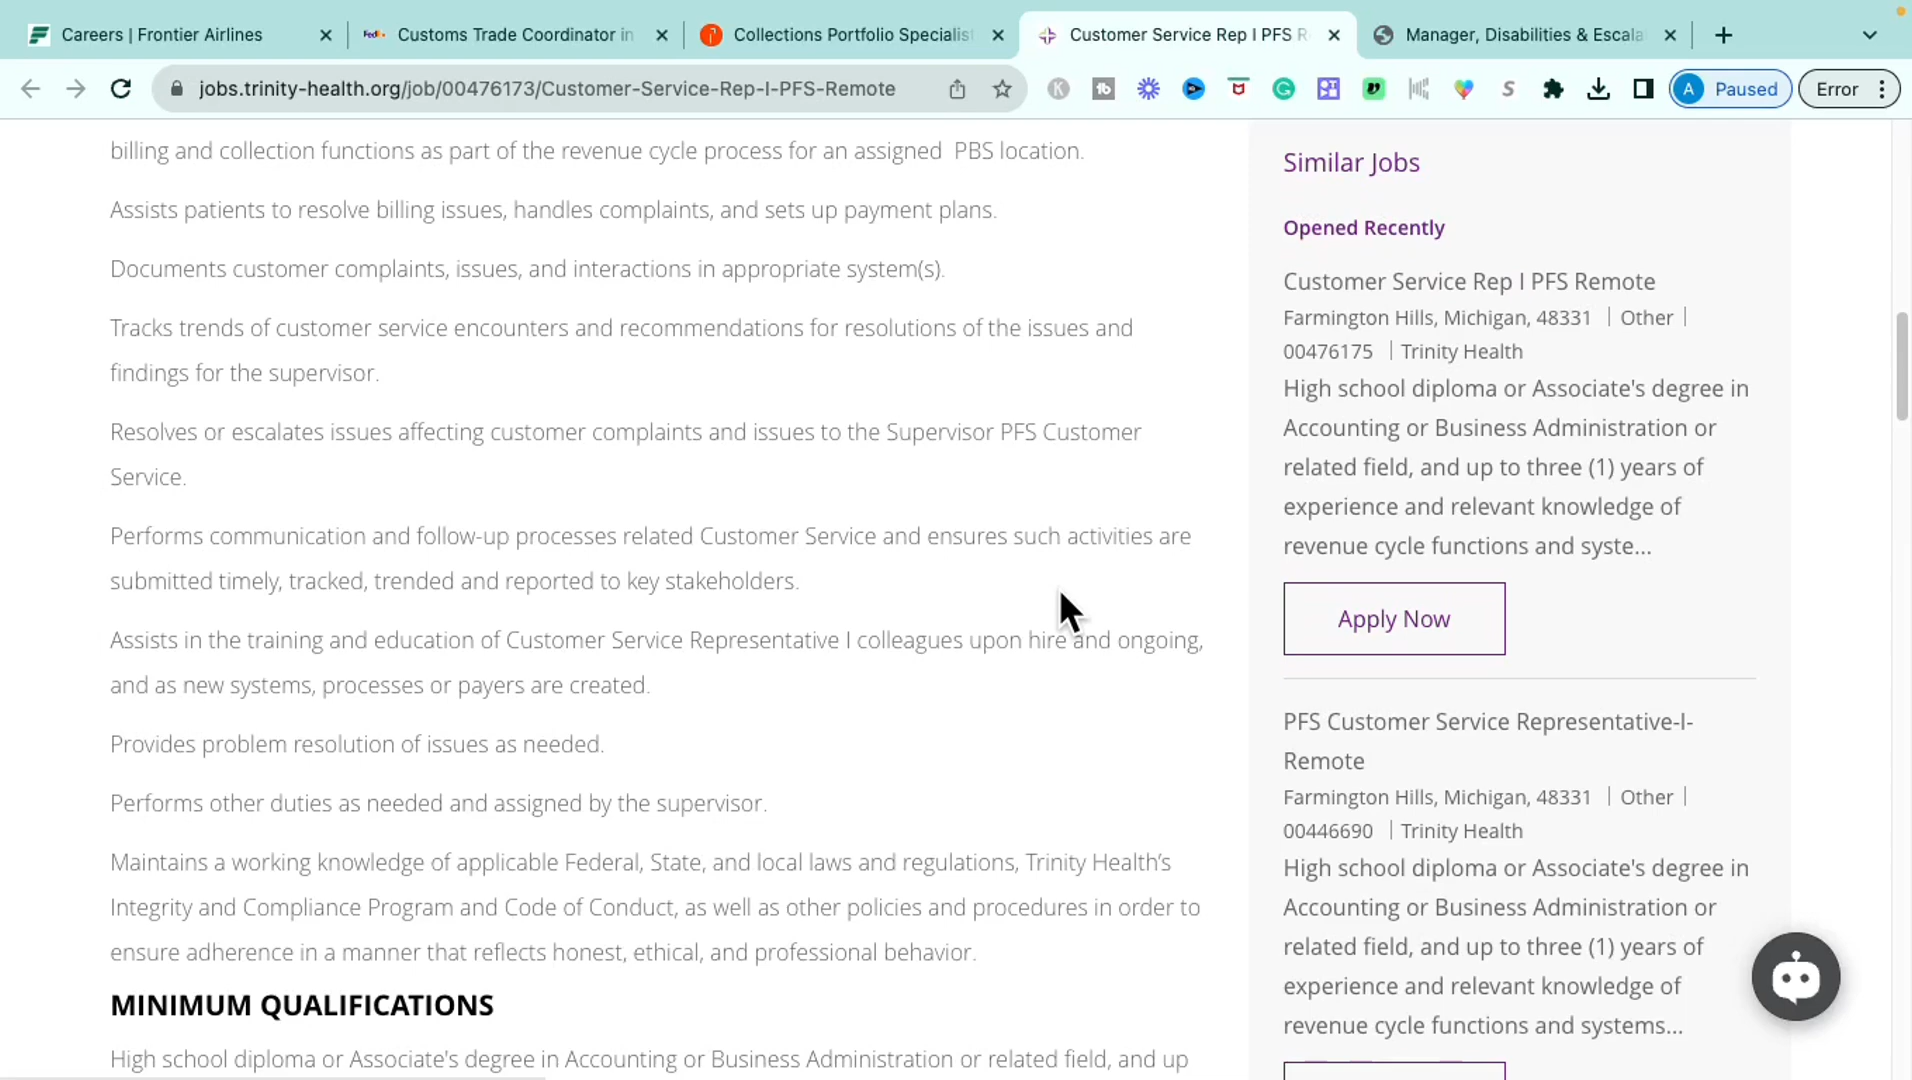 Careers | Frontier Airlines
FedEx
Customs Trade Coordinator in
Collections Portfolio Specialist
Customer Service Rep I PFS R
Manager, Disabilities & Escala
jobs.trinity-health.org/job/00476173/Customer-Service-Rep-I-PFS-Remote
A Paused
Error
billing and collection functions as part of the revenue cycle process for an assigned PBS location.
Assists patients to resolve billing issues, handles complaints, and sets up payment plans.
Documents customer complaints, issues, and interactions in appropriate system(s).
Tracks trends of customer service encounters and recommendations for resolutions of the issues and
findings for the supervisor.
Resolves or escalates issues affecting customer complaints and issues to the Supervisor PFS Customer
Service.
Performs communication and follow-up processes related Customer Service and ensures such activities are
submitted timely, tracked, trended and reported to key stakeholders.
Assists in the training and education of Customer Service Representative I colleagues upon hire and ongoing,
and as new systems, processes or payers are created.
Provides problem resolution of issues as needed.
Performs other duties as needed and assigned by the supervisor.
Maintains a working knowledge of applicable Federal, State, and local laws and regulations, Trinity Health's
Integrity and Compliance Program and Code of Conduct, as well as other policies and procedures in order to
ensure adherence in a manner that reflects honest, ethical, and professional behavior.
MINIMUM QUALIFICATIONS
High school diploma or Associate's degree in Accounting or Business Administration or related field, and up
Similar Jobs
Opened Recently
Customer Service Rep I PFS Remote
Farmington Hills, Michigan, 48331 | Other |
00476175 | Trinity Health
High school diploma or Associate's degree in
Accounting or Business Administration or
related field, and up to three (1) years of
experience and relevant knowledge of
revenue cycle functions and syste...
Apply Now
PFS Customer Service Representative-I-
Remote
Farmington Hills, Michigan, 48331 | Other |
00446690 | Trinity Health
High school diploma or Associate's degree in
Accounting or Business Administration or
related field, and up to three (1) years of
experience and relevant knowledge of
revenue cycle functions and systems...